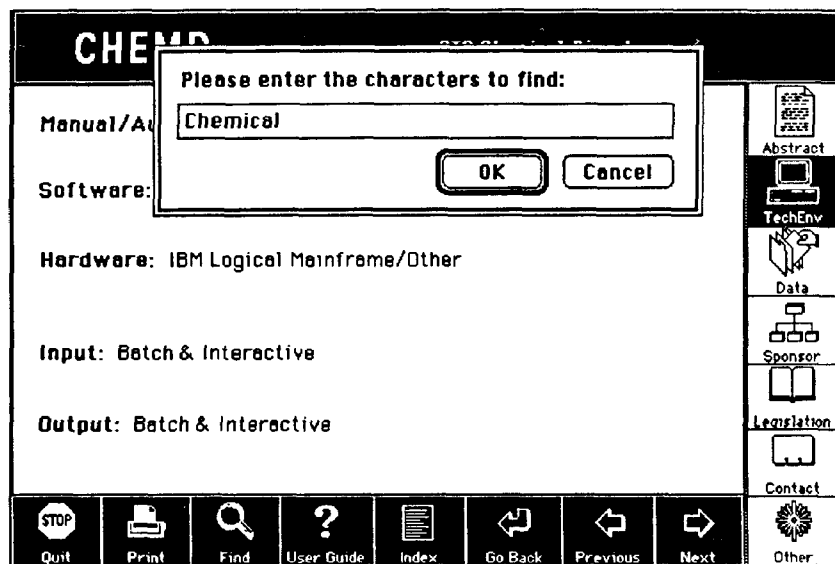 CHEM
Please enter the characters to find:
Chemical
OK
Cancel
Manual/Au
Software:
Hardware: IBM Logical Mainframe/Other
Input: Batch & Interactive
Output: Batch & Interactive
Abstract
TechEnv
Data
Sponsor
Legislation
Contact
Other
STOP
Quit
Print
Find
User Guide
Index
Go Back
Previous
Next